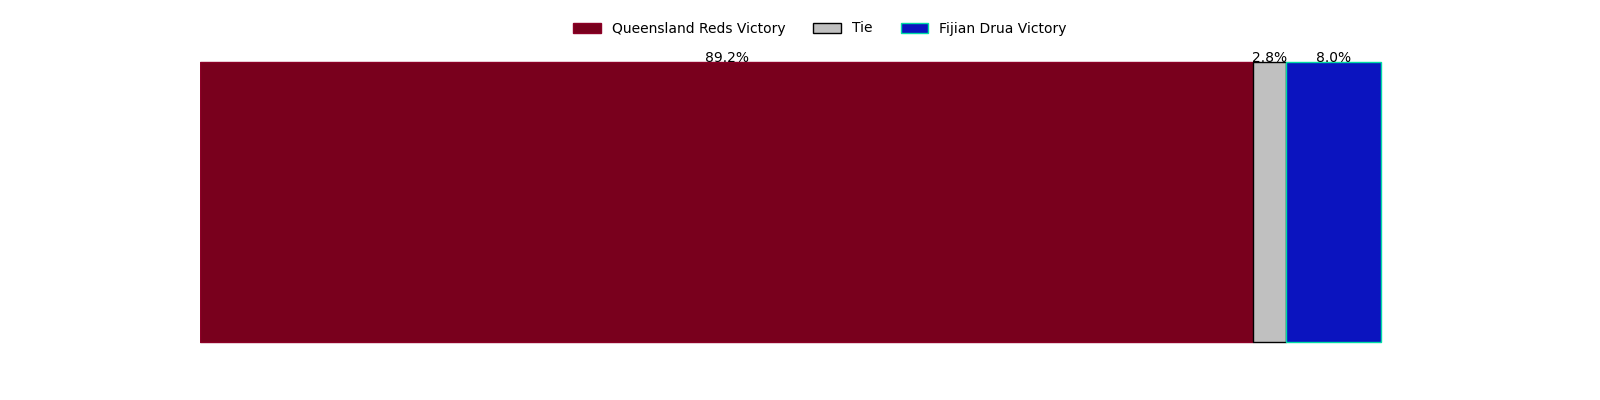 Queensland Reds Victory Tie Fijian Drua Victory
89.2% 2.8% 8.0%